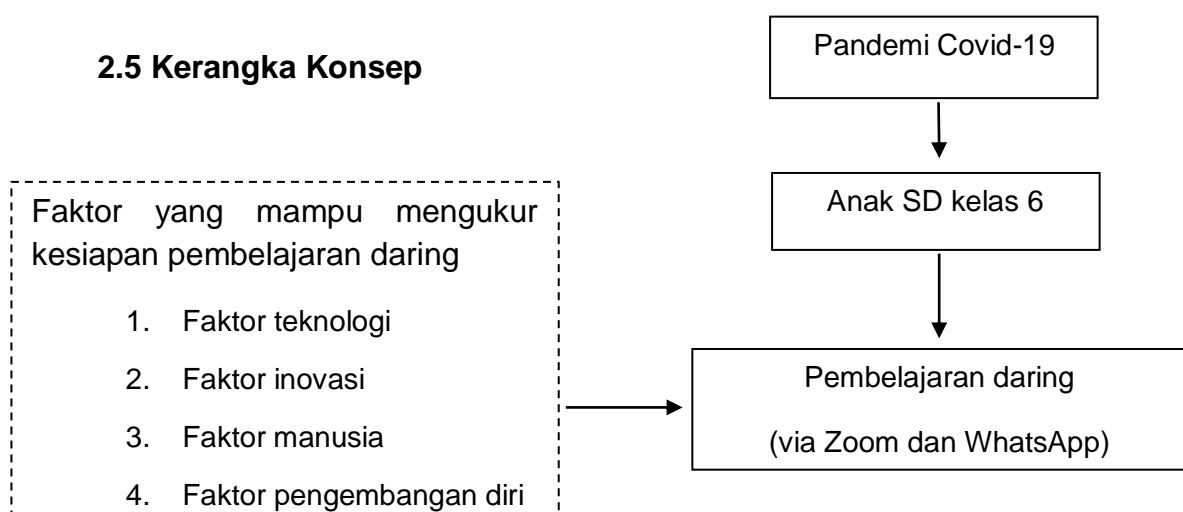 2.5 Kerangka Konsep
Pandemi Covid-19
Anak SD kelas 6
Faktor yang mampu mengukur
kesiapan pembelajaran daring
1. Faktor teknologi
2. Faktor inovasi
3. Faktor manusia
4. Faktor pengembangan diri
Pembelajaran daring
(via Zoom dan WhatsApp)